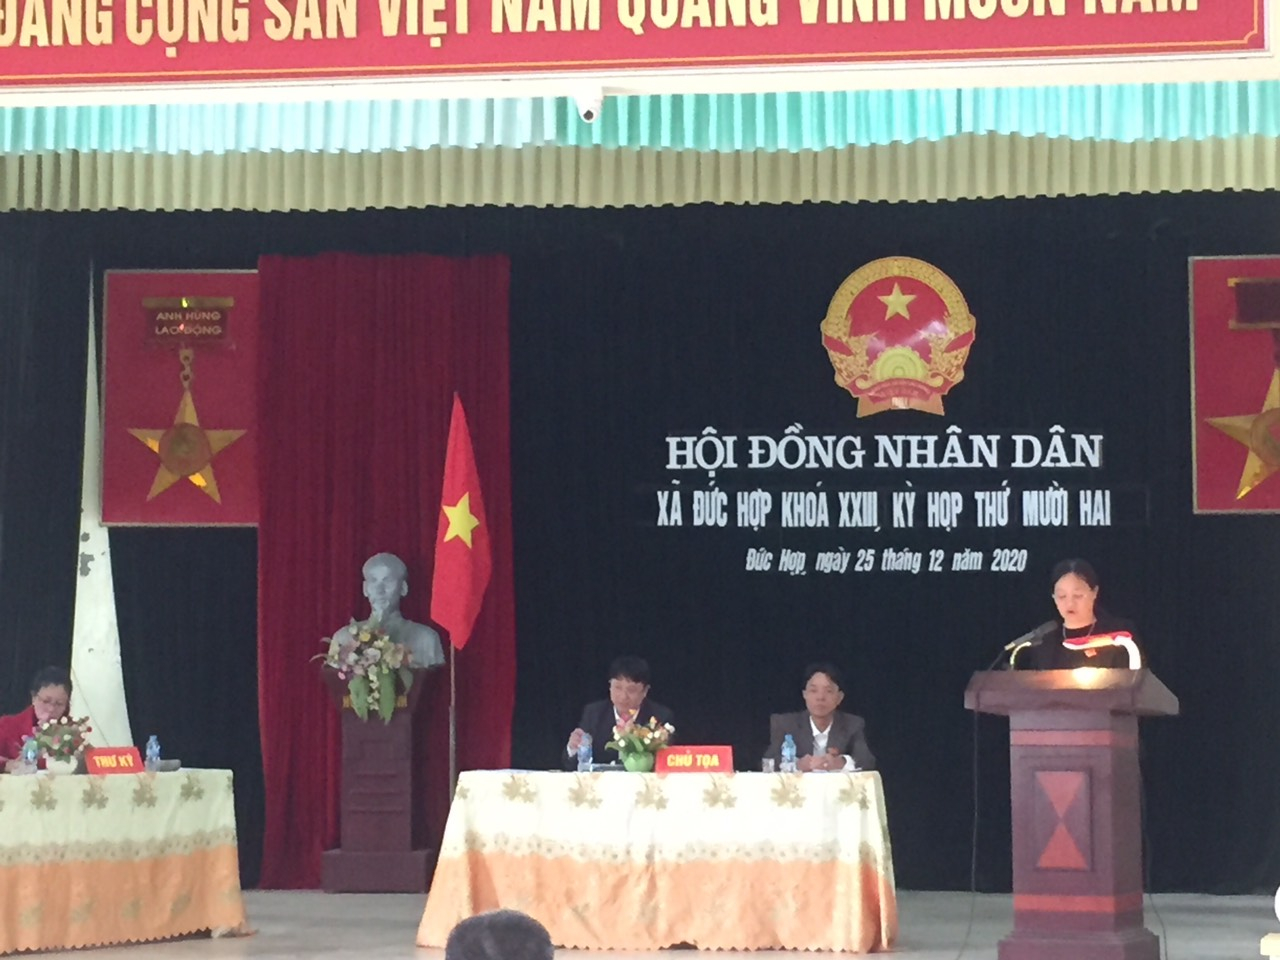 ĐẢNG CỘNG SẢN VIỆT NAM QUANG VINH MUÔN NĂM
ANH HÙNG
LAO ĐỘNG
HỘI ĐỒNG NHÂN DÂN
XÃ ĐỨC HỢP KHOÁ XXIII, KỲ HỌP THỨ MƯỜI HAI
Đức Hợp, ngày 25 tháng 12 năm 2020
THƯ KÝ
CHỦ TỌA